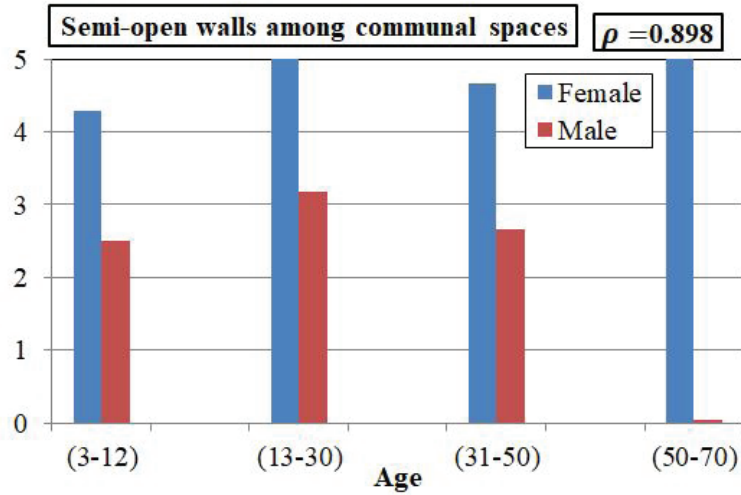 Semi-open walls among communal spaces
ρ =0.898
5
4
3
2
1
0
Female
Male
(3-12)
(13-30)
(31-50)
(50-70)
Age